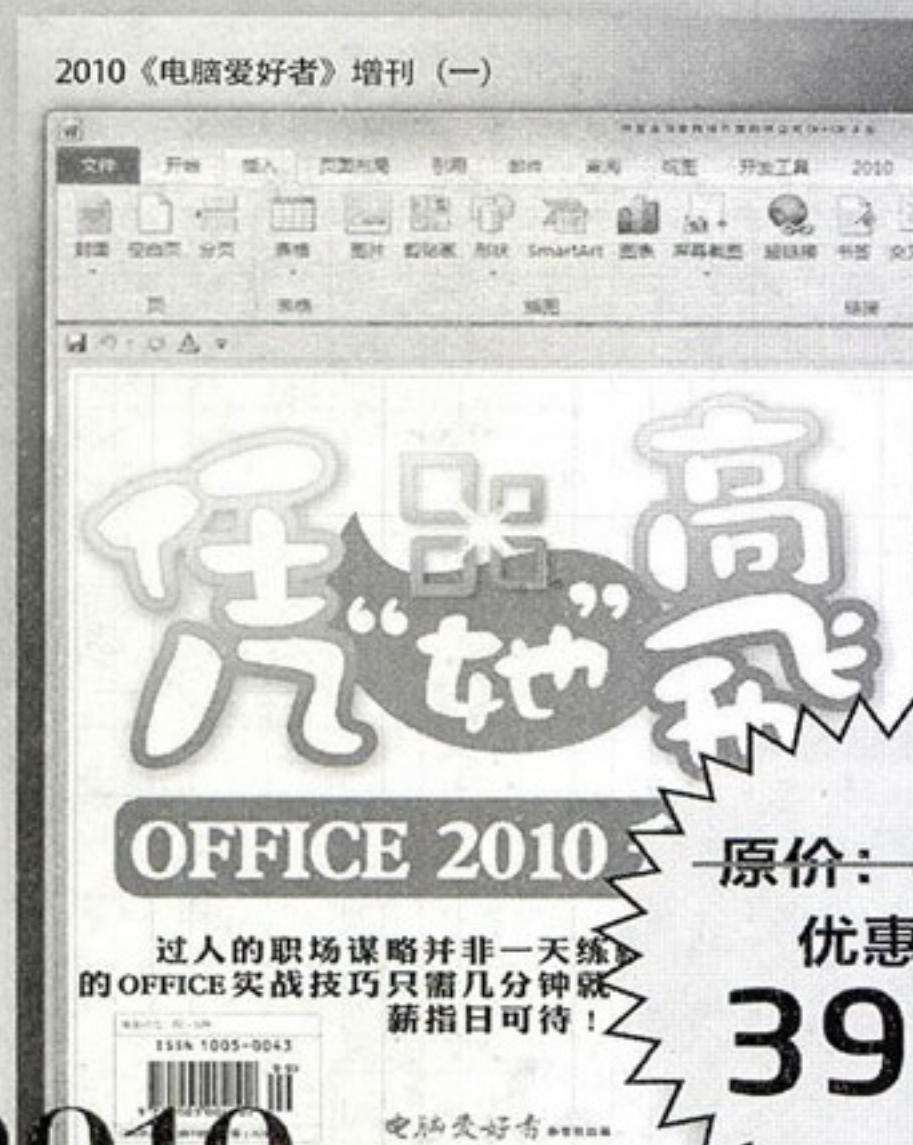 2010《电脑爱好者》增刊（一）
文件 开始 插入 页面布局 引用 邮件 审阅 视图 开发工具 2010
封面 空白页 分页 表格 图片 剪贴画 形状 SmartArt 图表 屏幕截图 超链接 书签
页 表格 插图 链接
凭“她”高飞
OFFICE 2010
原价：
优惠
39
过人的职场谋略并非一天练
的OFFICE实战技巧只需几分钟就
薪指日可待！
ISSN 1005-0043
电脑爱好者